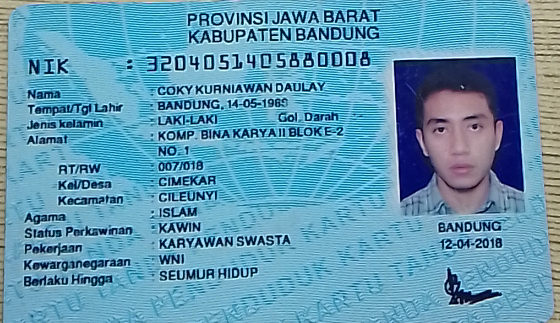 PROVINSI JAWA BARAT
KABUPATEN BANDUNG
NIK : 3204051405880008
Nama : COKY KURNIAWAN DAULAY
Tempat/Tgl Lahir : BANDUNG, 14-05-1988
Jenis kelamin : LAKI-LAKI Gol. Darah
Alamat : KOMP. BINA KARYA II BLOK E-2
NO. 1
RT/RW : 007/018
Kel/Desa : CIMEKAR
Kecamatan : CILEUNYI
Agama : ISLAM
Status Perkawinan : KAWIN
Pekerjaan : KARYAWAN SWASTA
Kewarganegaraan : WNI
Berlaku Hingga : SEUMUR HIDUP
BANDUNG
12-04-2018